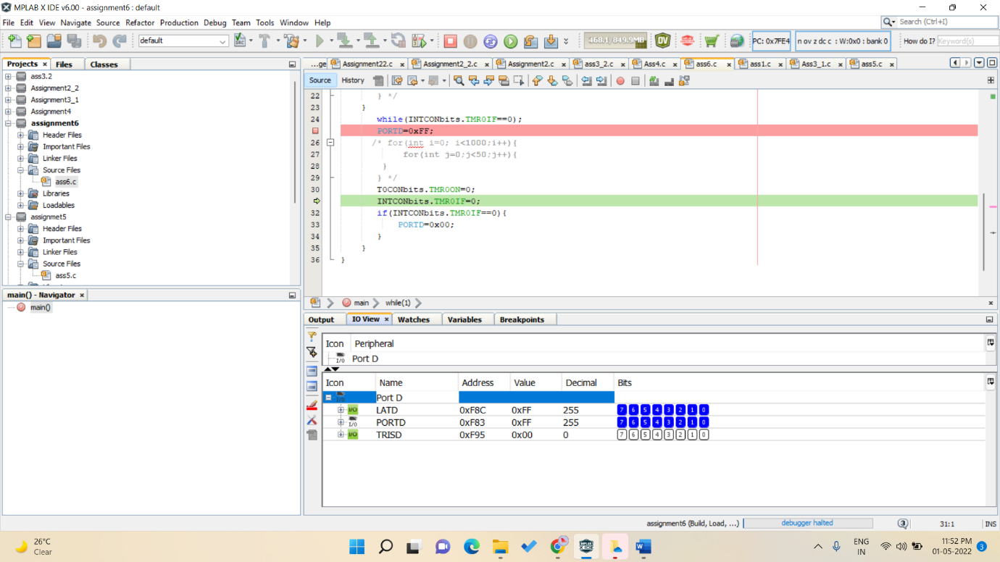 MPLAB X IDE v6.00 - assignment6 : default
File Edit View Navigate Source Refactor Production Debug Team Tools Window Help
Search (Ctrl+I)
default
468.1/849.9MB
PC: 0x7FE4
n ov z dc c : W:0x0 : bank 0
How do I? Keyword(s)
Projects Files Classes
...ge Assignment22.c Assignment2_2.c Assignment2.c ass3_2.c Ass4.c ass6.c ass1.c Ass3_1.c ass5.c
Source History
ass3.2
Assignment2_2
Assignment3_1
Assignment4
assignment6
Header Files
Important Files
Linker Files
Source Files
ass6.c
Libraries
Loadables
assignmet5
Header Files
Important Files
Linker Files
Source Files
ass5.c
22 } */
23 }
24 while(INTCONbits.TMR0IF==0);
PORTD=0xFF;
26 /* for(int i=0; i<1000;i++){
27 for(int j=0;j<50;j++){
28 }
29 } */
30 T0CONbits.TMR0ON=0;
INTCONbits.TMR0IF=0;
32 if(INTCONbits.TMR0IF==0){
33 PORTD=0x00;
34 }
35 }
36 }
main() - Navigator
main()
main while(1)
Output IO View Watches Variables Breakpoints
Icon Peripheral
I/O Port D
Icon Name Address Value Decimal Bits
I/O Port D
I/O LATD 0xF8C 0xFF 255 7 6 5 4 3 2 1 0
I/O PORTD 0xF83 0xFF 255 7 6 5 4 3 2 1 0
I/O TRISD 0xF95 0x00 0 7 6 5 4 3 2 1 0
assignment6 (Build, Load, ...) debugger halted 3 31:1 INS
26°C
Clear
ENG
IN
11:52 PM
01-05-2022
3